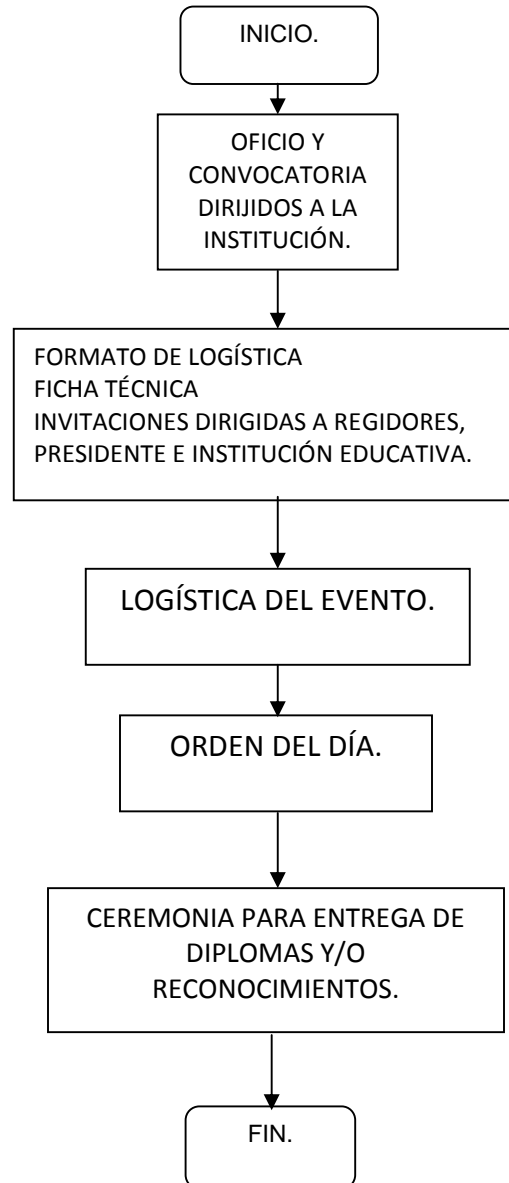 INICIO.
OFICIO Y
CONVOCATORIA
DIRIJIDOS A LA
INSTITUCIÓN.
FORMATO DE LOGÍSTICA
FICHA TÉCNICA
INVITACIONES DIRIGIDAS A REGIDORES,
PRESIDENTE E INSTITUCIÓN EDUCATIVA.
LOGÍSTICA DEL EVENTO.
ORDEN DEL DÍA.
CEREMONIA PARA ENTREGA DE
DIPLOMAS Y/O
RECONOCIMIENTOS.
FIN.